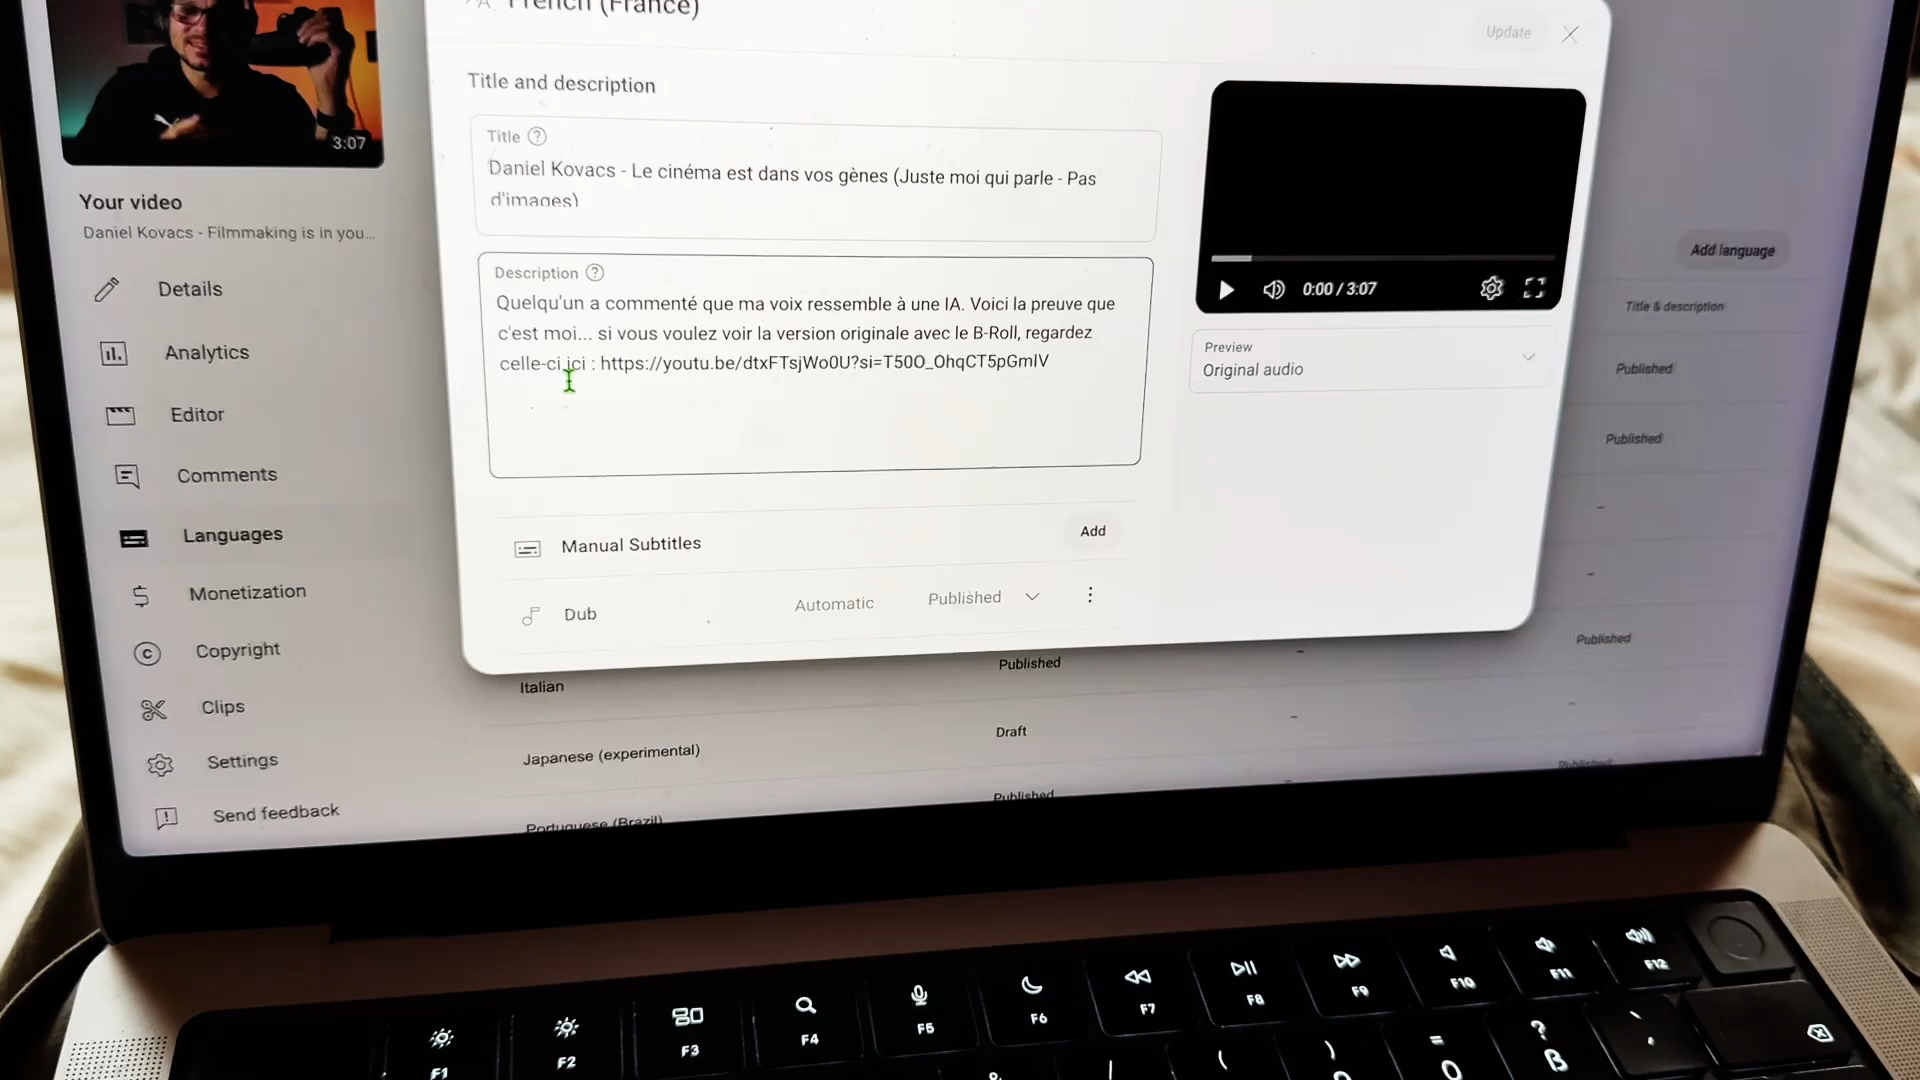 French (France)
Update
Title and description
Title
Daniel Kovacs - Le cinéma est dans vos gènes (Juste moi qui parle - Pas
d'images)
Description
Quelqu'un a commenté que ma voix ressemble à une IA. Voici la preuve que
c'est moi... si vous voulez voir la version originale avec le B-Roll, regardez
celle-ci ici : https://youtu.be/dtxFTsjWo0U?si=T50O_OhqCT5pGmlV
Manual Subtitles
Add
Dub
Automatic
Published
0:00 / 3:07
Preview
Original audio
3:07
Your video
Daniel Kovacs - Filmmaking is in you...
Details
Analytics
Editor
Comments
Languages
Monetization
Copyright
Clips
Settings
Send feedback
Add language
Title & description
Published
Published
Published
Published
Italian
Published
Japanese (experimental)
Draft
Portuguese (Brazil)
Published
F1
F2
F3
F4
F5
F6
F7
F8
F9
F10
F11
F12
( ) = ? ß `